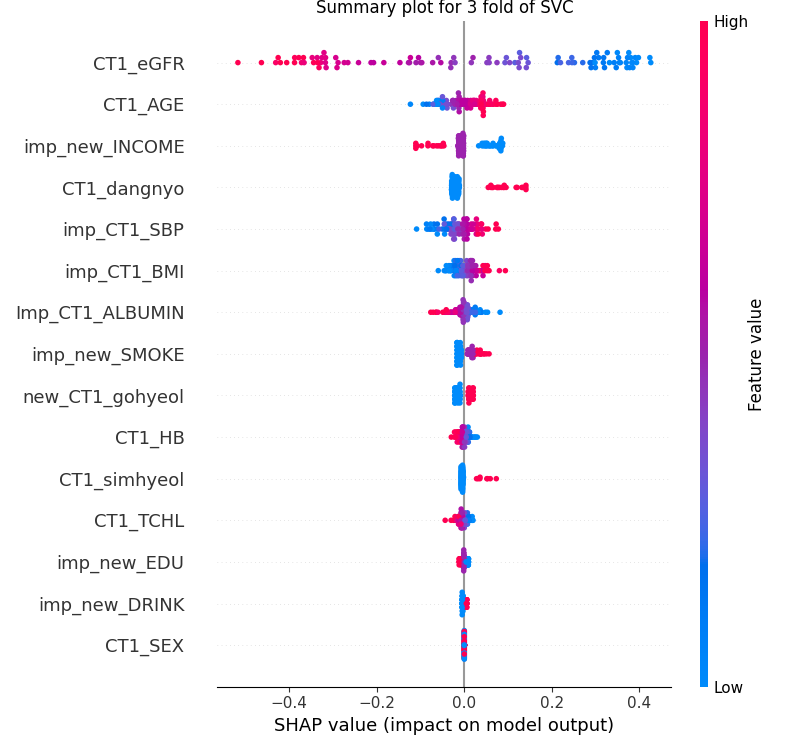 Summary plot for 3 fold of SVC
High
CT1_eGFR
CT1_AGE
imp_new_INCOME
CT1_dangnyo
imp_CT1_SBP
imp_CT1_BMI
Imp_CT1_ALBUMIN
imp_new_SMOKE
new_CT1_gohyeol
CT1_HB
CT1_simhyeol
CT1_TCHL
imp_new_EDU
imp_new_DRINK
CT1_SEX
Feature value
Low
−0.4 −0.2 0.0 0.2 0.4
SHAP value (impact on model output)